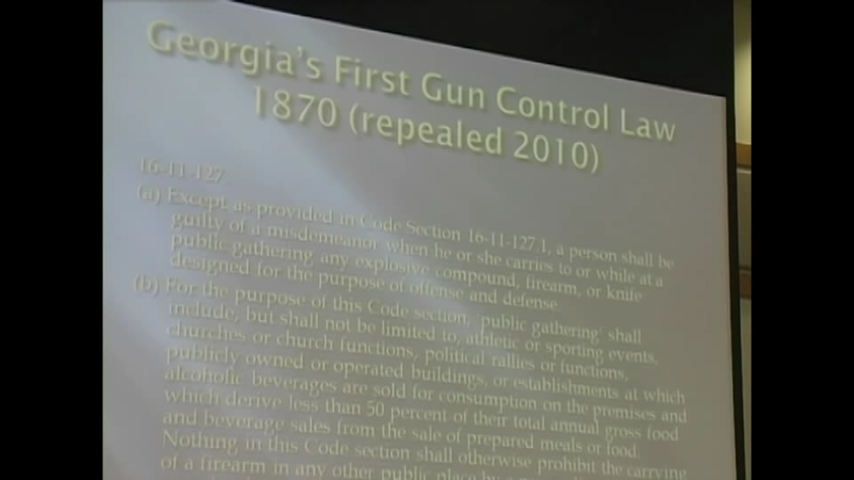 Georgia's First Gun Control Law
1870 (repealed 2010)
16-11-127
(a) Except as provided in Code Section 16-11-127.1, a person shall be
guilty of a misdemeanor when he or she carries to or while at a
public gathering any explosive compound, firearm, or knife
designed for the purpose of offense and defense.
(b) For the purpose of this Code section, 'public gathering' shall
include, but shall not be limited to, athletic or sporting events,
churches or church functions, political rallies or functions,
publicly owned or operated buildings, or establishments at which
alcoholic beverages are sold for consumption on the premises and
which derive less than 50 percent of their total annual gross food
and beverage sales from the sale of prepared meals or food.
Nothing in this Code section shall otherwise prohibit the carrying
of a firearm in any other public place by